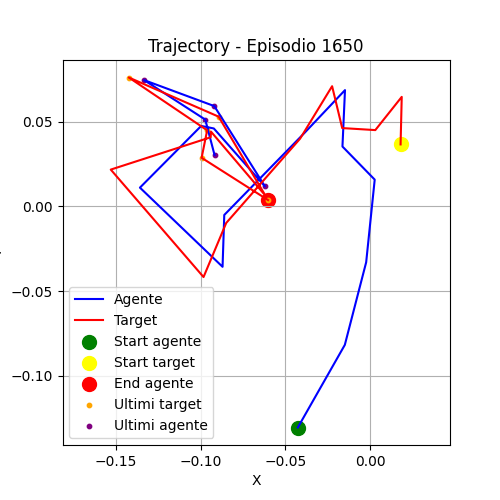 Trajectory - Episodio 1650
0.05
0.00
−0.05
−0.10
−0.15
−0.10
−0.05
0.00
X
Agente
Target
Start agente
Start target
End agente
Ultimi target
Ultimi agente